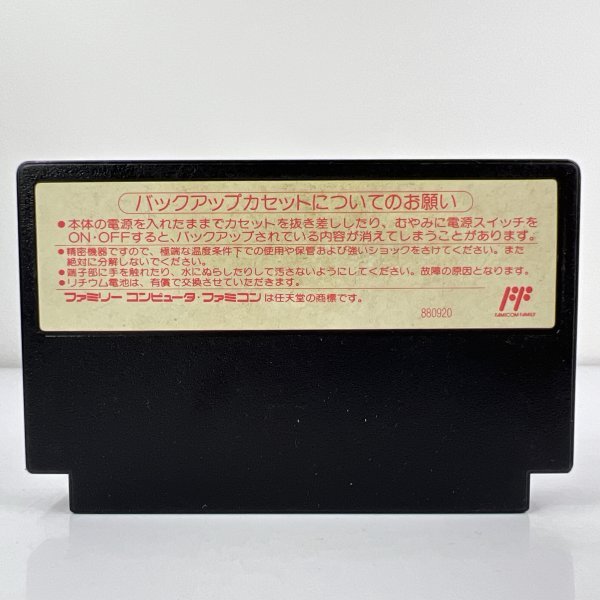 バックアップカセットについてのお願い
●本体の電源を入れたままでカセットを抜き差ししたり、むやみに電源スイッチを
ON・OFFすると、バックアップされている内容が消えてしまうことがあります。
●精密機器ですので、極端な温度条件下での使用や保管および強いショックをさけてください。また
絶対に分解しないでください。
●端子部に手を触れたり、水にぬらしたりして汚さないようにしてください。故障の原因となります。
●リチウム電池は、有償で交換させていただきます。
ファミリー コンピュータ・ファミコン は任天堂の商標です。
880920
FAMICOM FAMILY